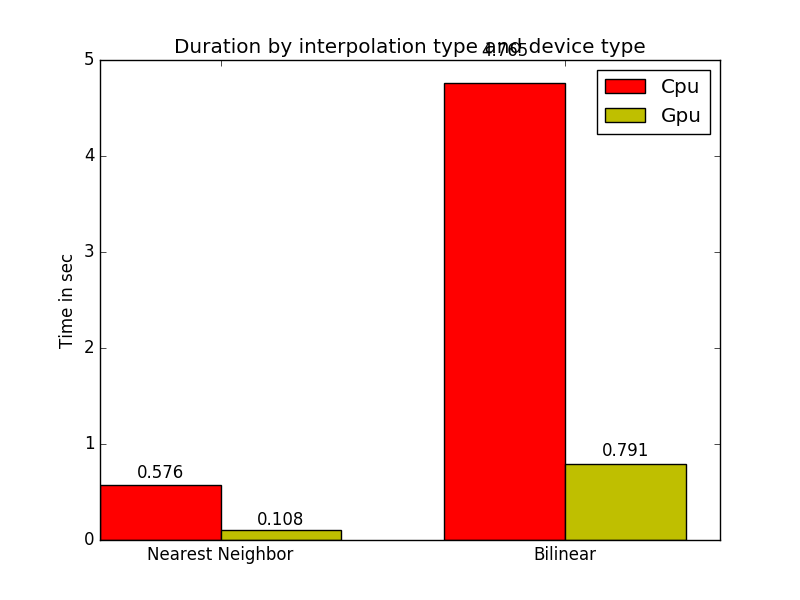 Duration by interpolation type and device type
4.765
Cpu
Gpu
5
4
3
2
1
0
Time in sec
0.576
0.108
0.791
Nearest Neighbor
Bilinear